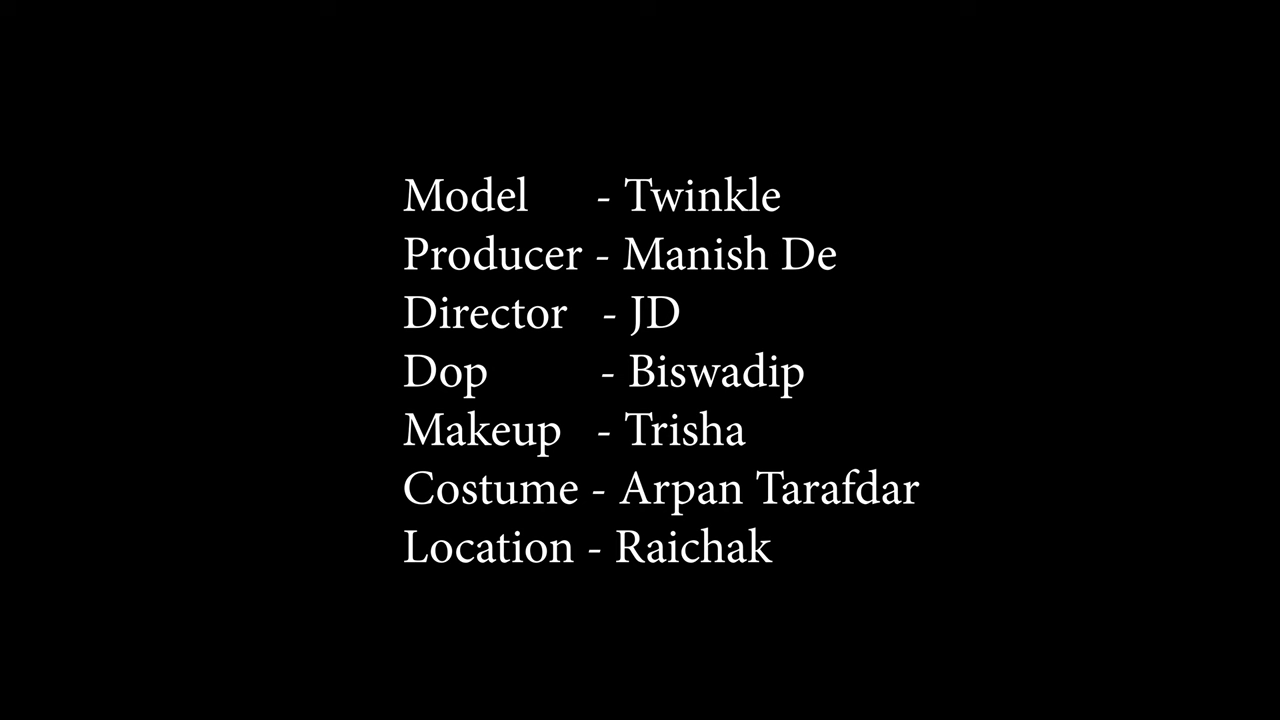 Model - Twinkle
Producer - Manish De
Director - JD
Dop - Biswadip
Makeup - Trisha
Costume - Arpan Tarafdar
Location - Raichak